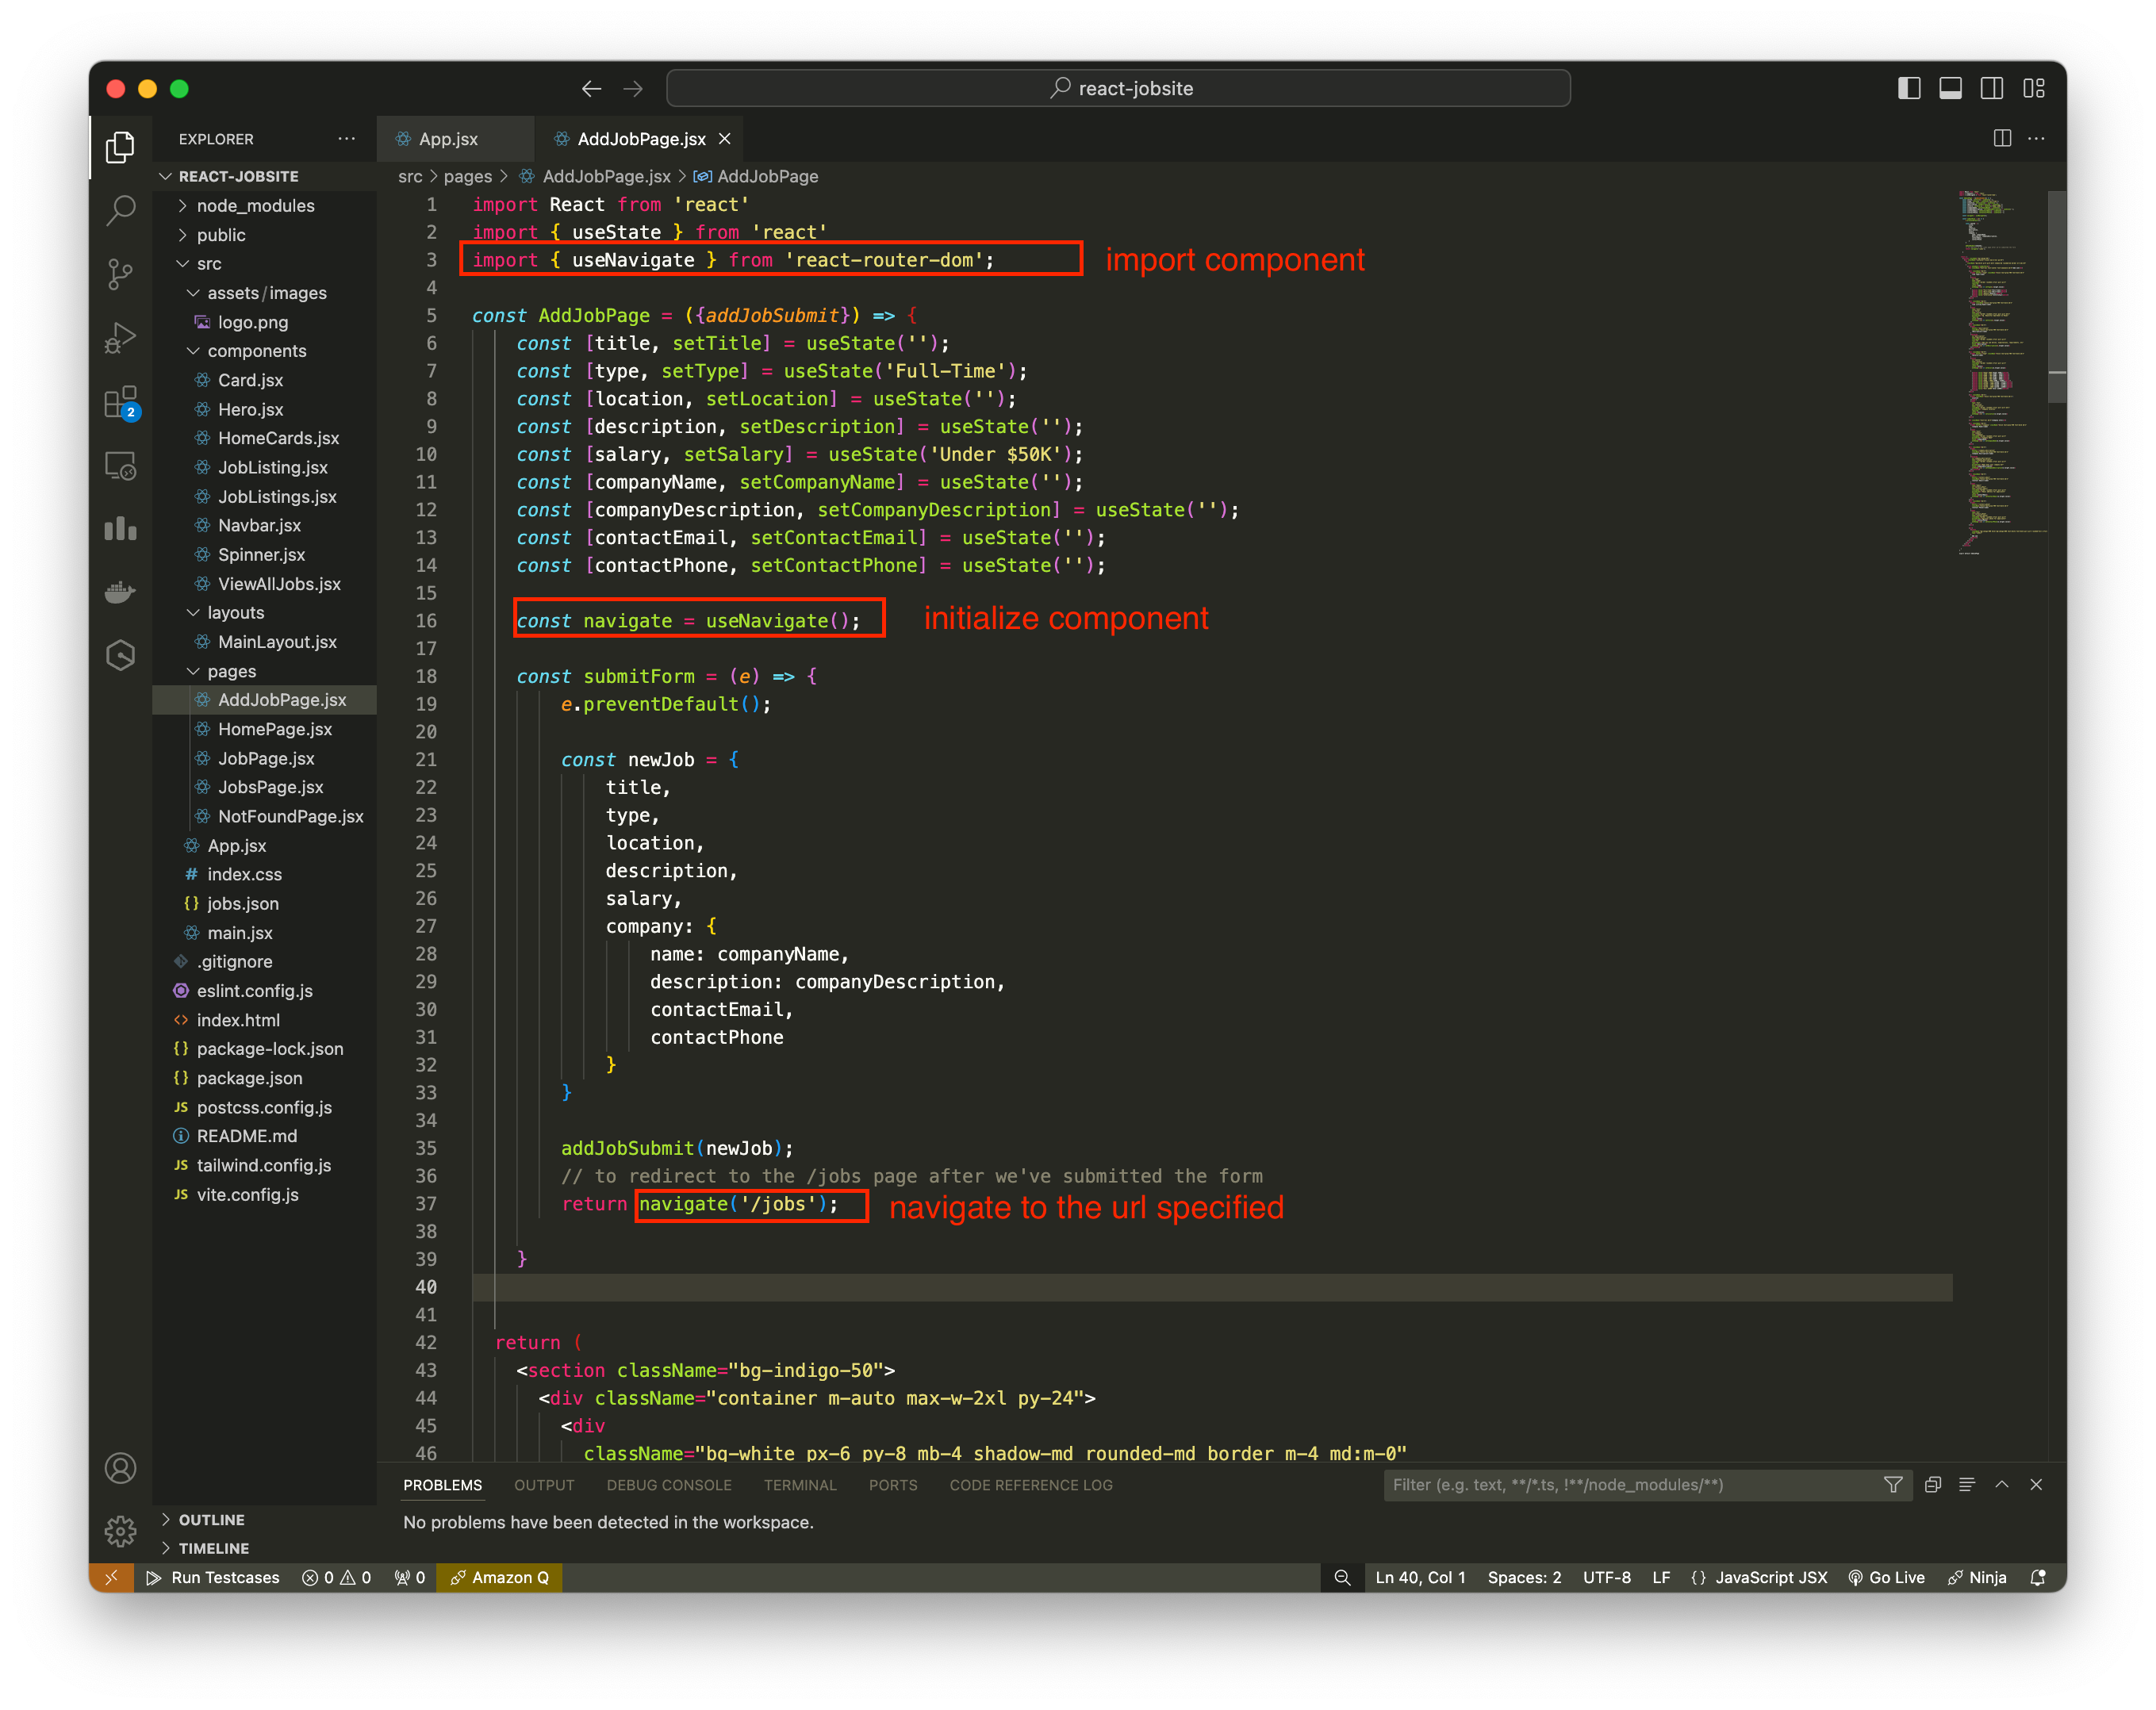 react-jobsite
EXPLORER
App.jsx
AddJobPage.jsx
REACT-JOBSITE
node_modules
public
src
assets/images
logo.png
components
Card.jsx
Hero.jsx
HomeCards.jsx
JobListing.jsx
JobListings.jsx
Navbar.jsx
Spinner.jsx
ViewAllJobs.jsx
layouts
MainLayout.jsx
pages
AddJobPage.jsx
HomePage.jsx
JobPage.jsx
JobsPage.jsx
NotFoundPage.jsx
App.jsx
# index.css
{} jobs.json
main.jsx
.gitignore
eslint.config.js
<> index.html
{} package-lock.json
{} package.json
JS postcss.config.js
README.md
JS tailwind.config.js
JS vite.config.js
OUTLINE
TIMELINE
2
src > pages > AddJobPage.jsx > AddJobPage
1 import React from 'react'
2 import { useState } from 'react'
3 import { useNavigate } from 'react-router-dom'; import component
4
5 const AddJobPage = ({addJobSubmit}) => {
6 const [title, setTitle] = useState('');
7 const [type, setType] = useState('Full-Time');
8 const [location, setLocation] = useState('');
9 const [description, setDescription] = useState('');
10 const [salary, setSalary] = useState('Under $50K');
11 const [companyName, setCompanyName] = useState('');
12 const [companyDescription, setCompanyDescription] = useState('');
13 const [contactEmail, setContactEmail] = useState('');
14 const [contactPhone, setContactPhone] = useState('');
15
16 const navigate = useNavigate(); initialize component
17
18 const submitForm = (e) => {
19 e.preventDefault();
20
21 const newJob = {
22 title,
23 type,
24 location,
25 description,
26 salary,
27 company: {
28 name: companyName,
29 description: companyDescription,
30 contactEmail,
31 contactPhone
32 }
33 }
34
35 addJobSubmit(newJob);
36 // to redirect to the /jobs page after we've submitted the form
37 return navigate('/jobs'); navigate to the url specified
38
39 }
40
41
42 return (
43 <section className="bg-indigo-50">
44 <div className="container m-auto max-w-2xl py-24">
45 <div
46 className="bg-white px-6 py-8 mb-4 shadow-md rounded-md border m-4 md:m-0"
PROBLEMS OUTPUT DEBUG CONSOLE TERMINAL PORTS CODE REFERENCE LOG
Filter (e.g. text, **/*.ts, !**/node_modules/**)
No problems have been detected in the workspace.
Run Testcases 0 0 0 Amazon Q Ln 40, Col 1 Spaces: 2 UTF-8 LF {} JavaScript JSX Go Live Ninja